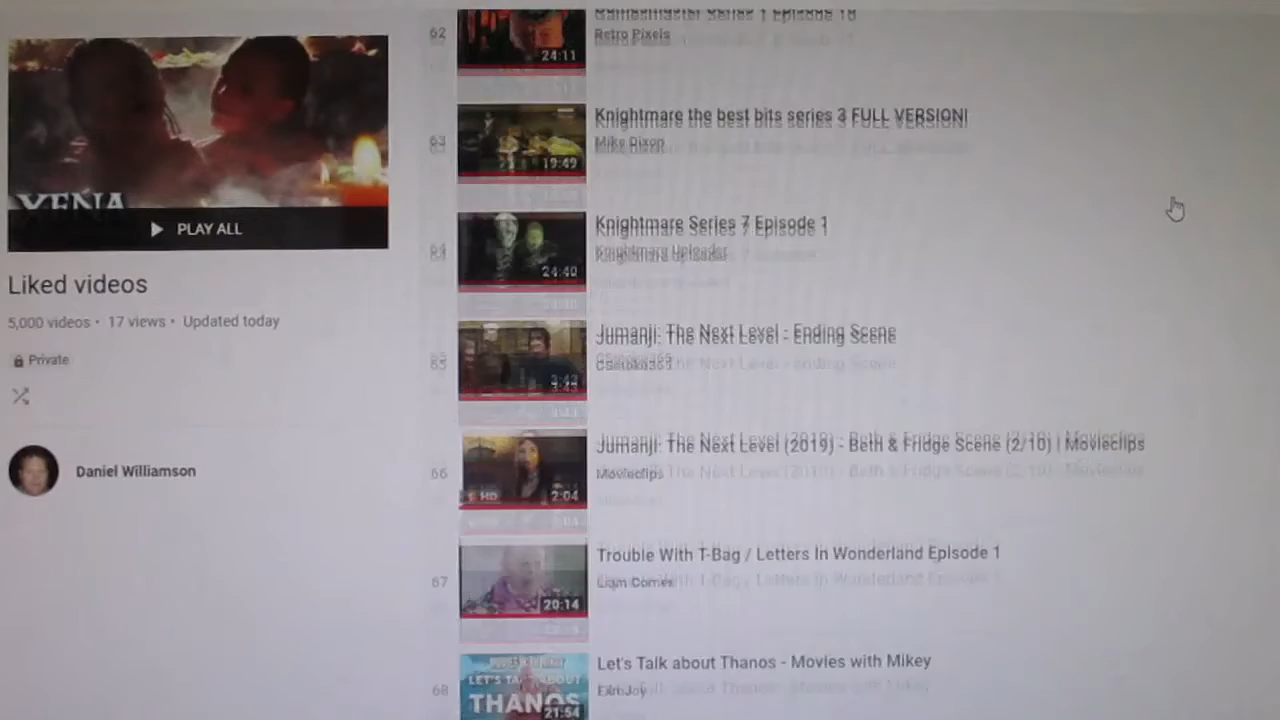 XENA
PLAY ALL
Liked videos
5,000 videos • 17 views • Updated today
Private
Daniel Williamson
62
Gamesmaster Series 1 Episode 10
Retro Pixels
24:11
63
Knightmare the best bits series 3 FULL VERSION!
Mike Dixon
19:49
64
Knightmare Series 7 Episode 1
Knightmare Uploader
24:40
65
Jumanji: The Next Level - Ending Scene
3:43
66
Jumanji: The Next Level (2019) - Beth & Fridge Scene (2/10) | Movieclips
Movieclips
HD
2:04
67
Trouble With T-Bag / Letters In Wonderland Episode 1
Liam Comer
20:14
68
Let's Talk about Thanos - Movies with Mikey
FilmJoy
LET'S TALK ABOUT
THANOS
21:54